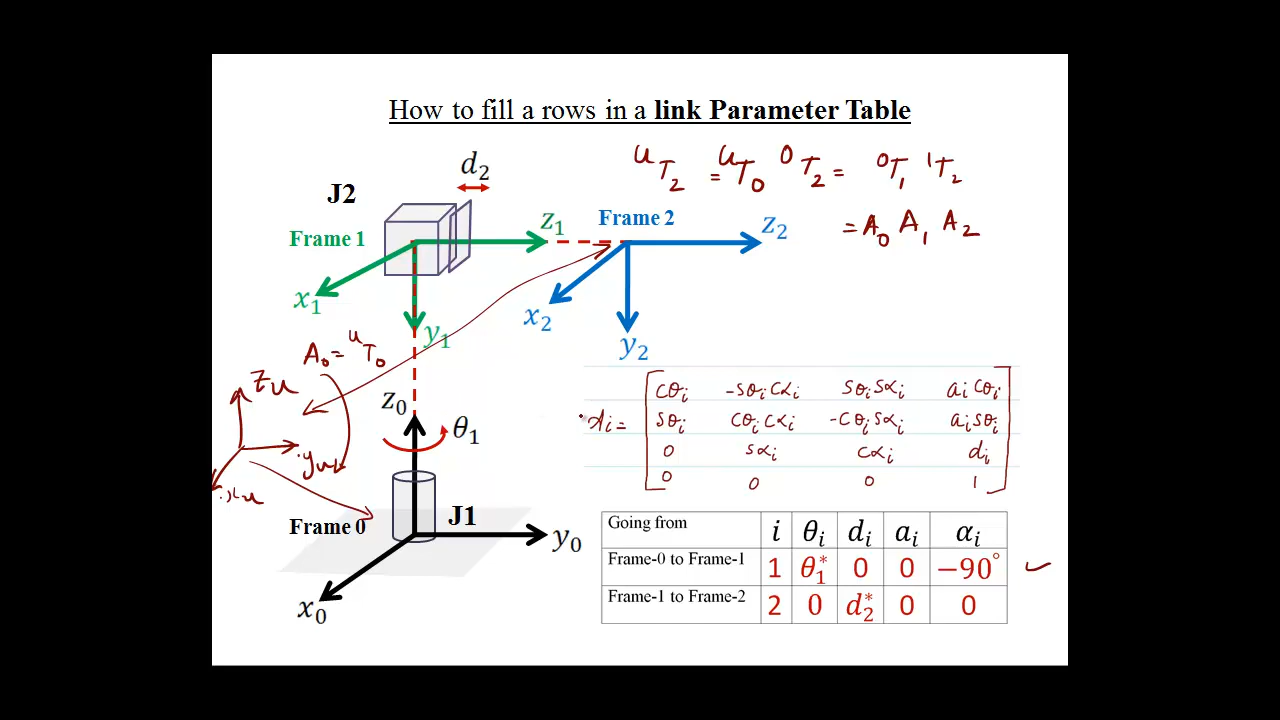 How to fill a rows in a link Parameter Table
ᵁT₂ = ᵁT₀ ⁰T₂ = ⁰T₁ ¹T₂
= A₀ A₁ A₂
d₂
J2
Frame 1
z₁
Frame 2
z₂
x₁
y₁
x₂
y₂
A₀ = ᵁT₀
zᵤ
yᵤ
xᵤ
z₀
θ₁
Frame 0
J1
y₀
x₀
Ai =
cθi -sθi cαi sθi sαi ai cθi
sθi cθi cαi -cθi sαi ai sθi
0 sαi cαi di
0 0 0 1
Going from i θᵢ dᵢ aᵢ αᵢ
Frame-0 to Frame-1 1 θ₁* 0 0 −90°
Frame-1 to Frame-2 2 0 d₂* 0 0